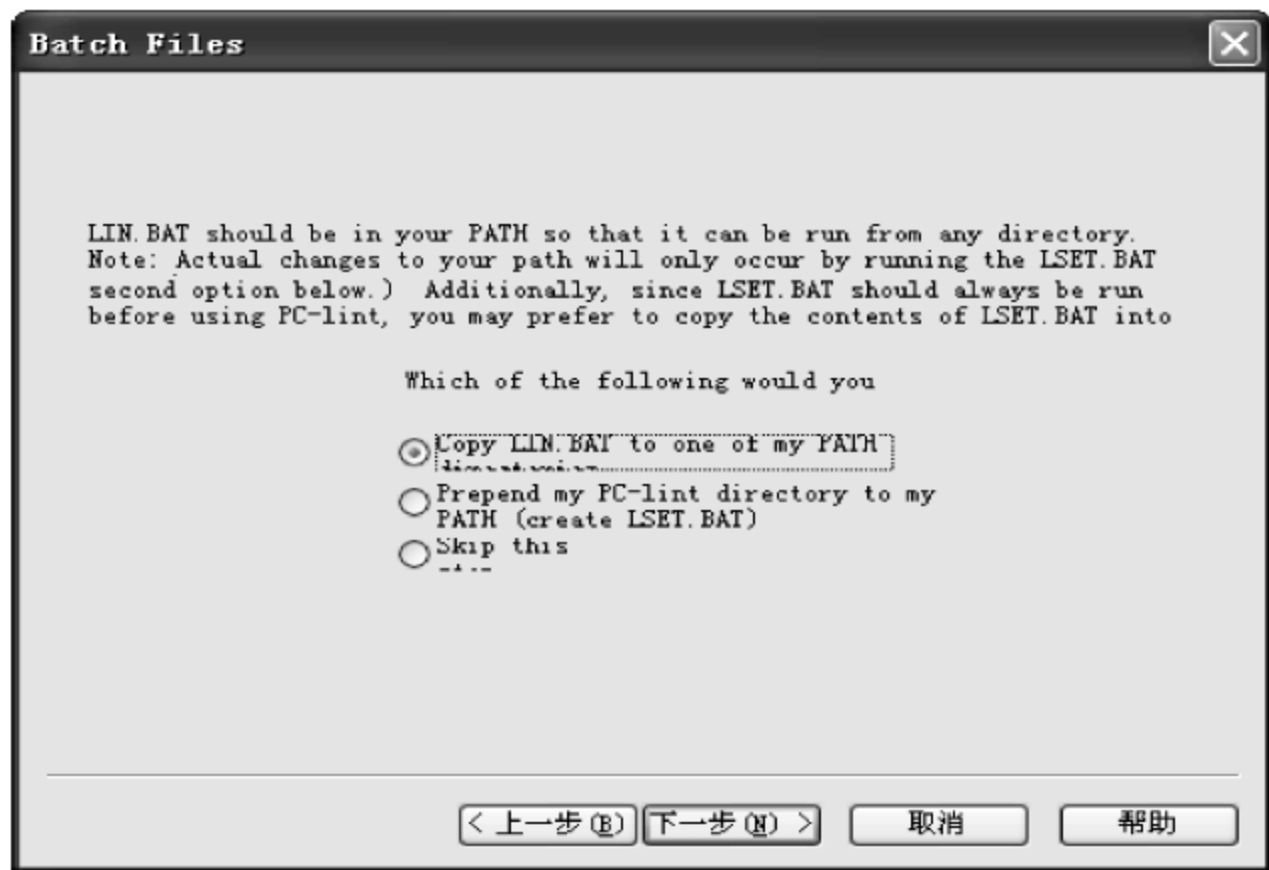 Batch Files
LIN.BAT should be in your PATH so that it can be run from any directory.
Note: Actual changes to your path will only occur by running the LSET.BAT
second option below.)  Additionally, since LSET.BAT should always be run
before using PC-lint, you may prefer to copy the contents of LSET.BAT into
Which of the following would you
Copy LIN.BAT to one of my PATH
Prepend my PC-lint directory to my
PATH (create LSET.BAT)
Skip this
< 上一步(B) 下一步(N) > 取消 帮助